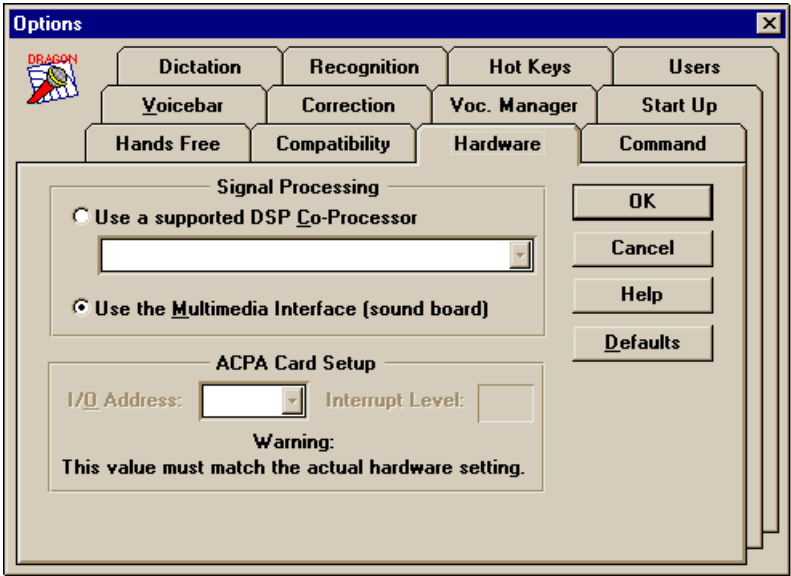 Options
DRAGON
Dictation
Recognition
Hot Keys
Users
Voicebar
Correction
Voc. Manager
Start Up
Hands Free
Compatibility
Hardware
Command
Signal Processing
Use a supported DSP Co-Processor
Use the Multimedia Interface (sound board)
OK
Cancel
Help
Defaults
ACPA Card Setup
I/O Address:
Interrupt Level:
Warning:
This value must match the actual hardware setting.